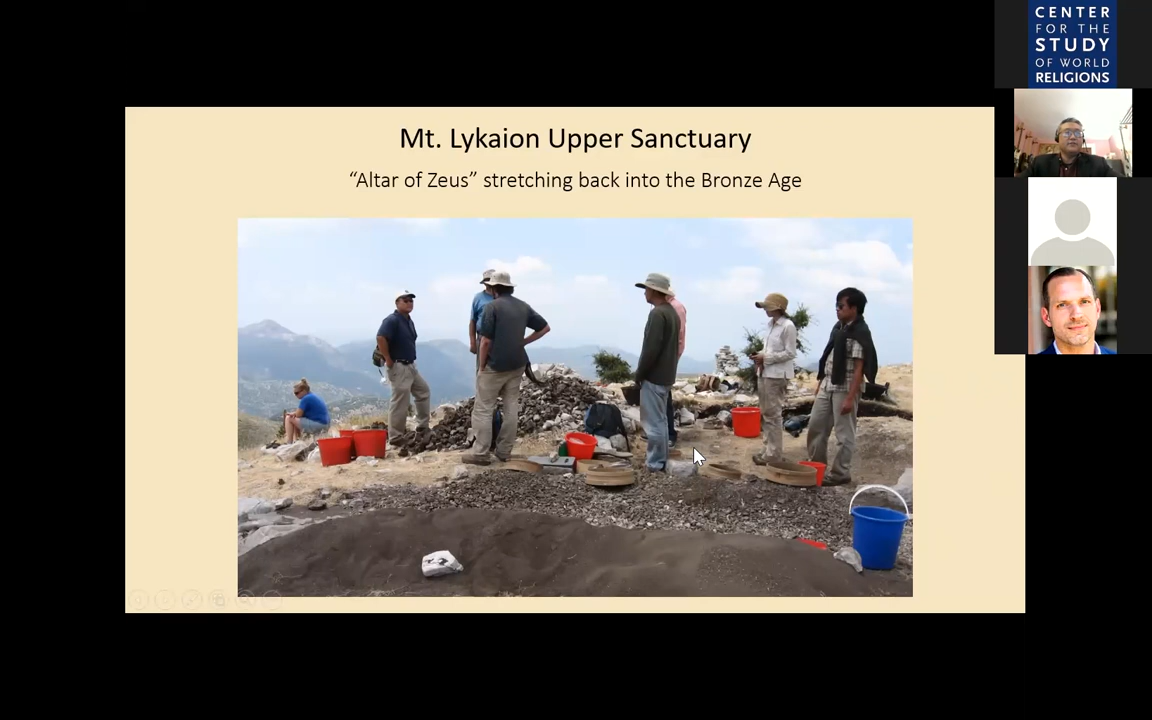 CENTER
FOR THE
STUDY
OF WORLD
RELIGIONS
Mt. Lykaion Upper Sanctuary
“Altar of Zeus” stretching back into the Bronze Age